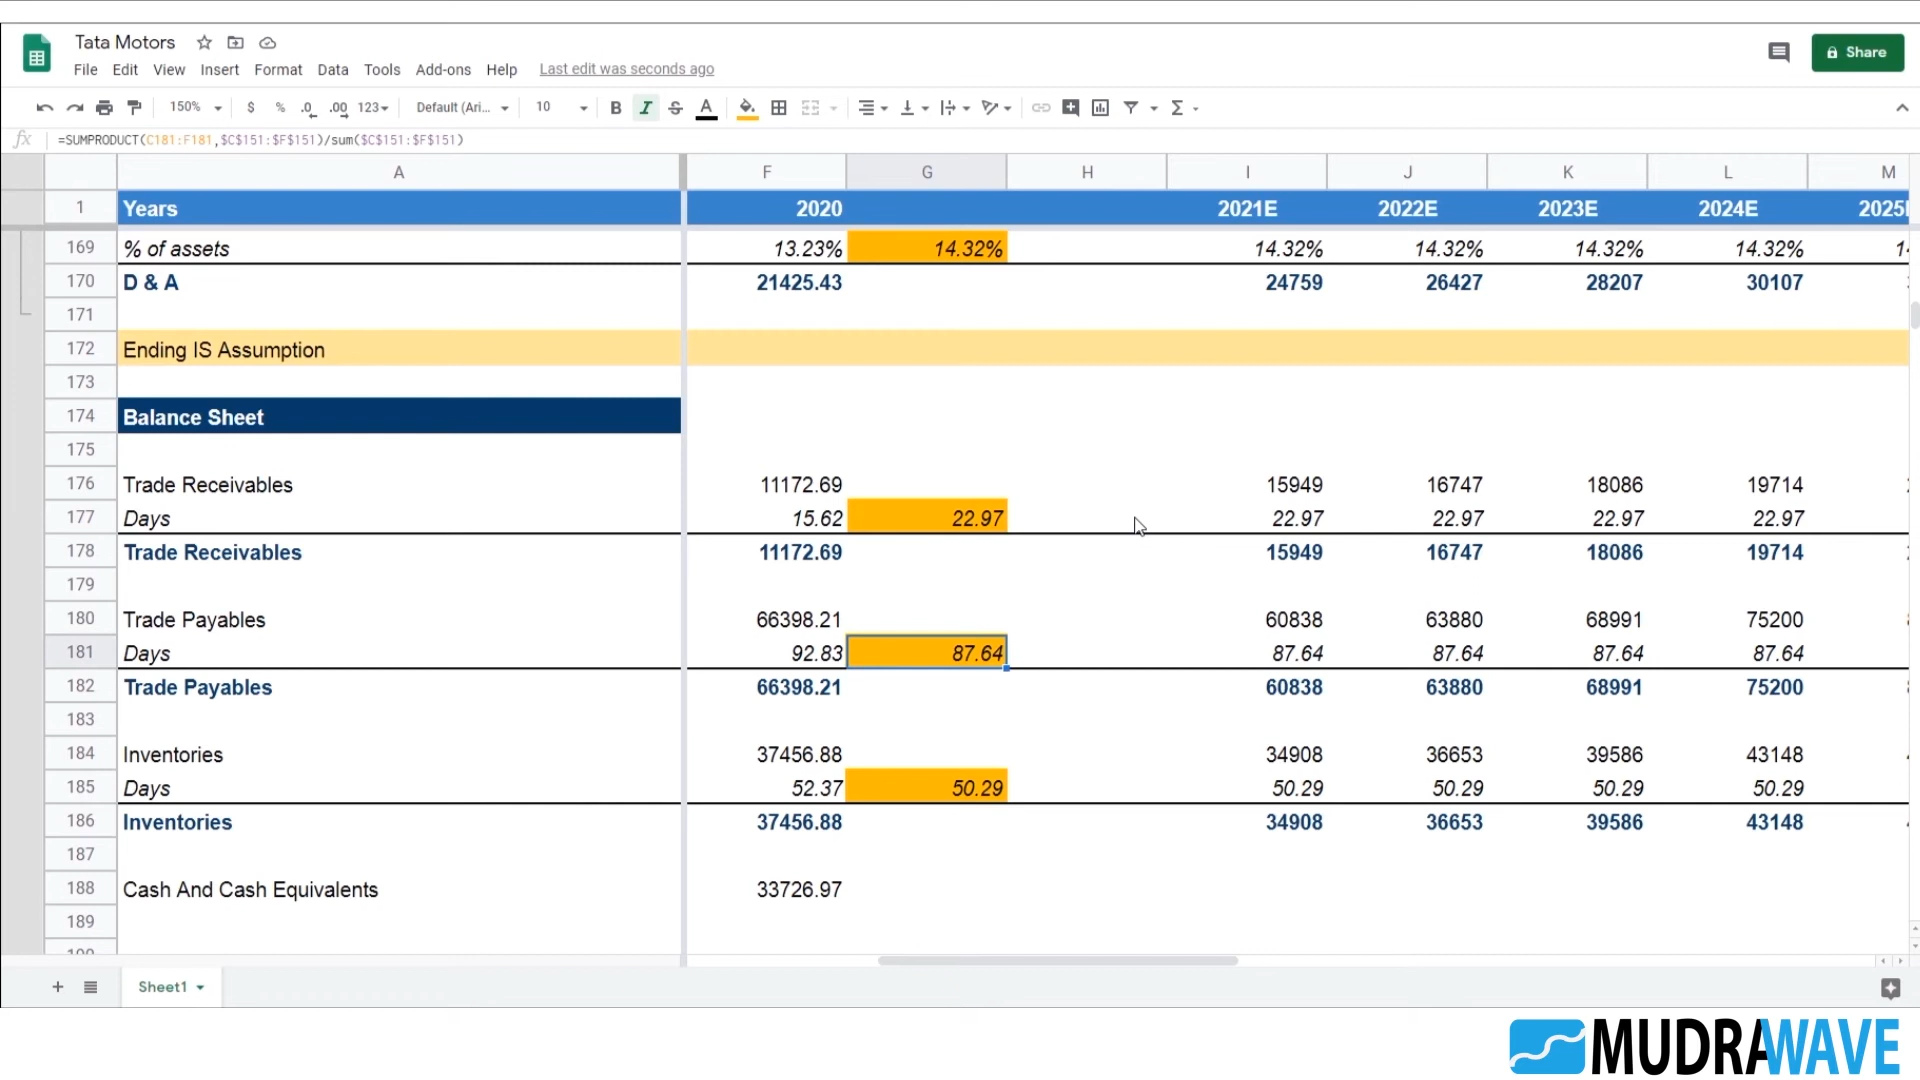 Tata Motors
File Edit View Insert Format Data Tools Add-ons Help Last edit was seconds ago
Share
150% $ % .0 .00 123 Default (Ari... 10 B I S A Σ
fx =SUMPRODUCT(C181:F181,$C$151:$F$151)/sum($C$151:$F$151)
A F G H I J K L M
1 Years 2020 2021E 2022E 2023E 2024E
169 % of assets 13.23% 14.32% 14.32% 14.32% 14.32% 14.32%
170 D & A 21425.43 24759 26427 28207 30107
171
172 Ending IS Assumption
173
174 Balance Sheet
175
176 Trade Receivables 11172.69 15949 16747 18086 19714
177 Days 15.62 22.97 22.97 22.97 22.97 22.97
178 Trade Receivables 11172.69 15949 16747 18086 19714
179
180 Trade Payables 66398.21 60838 63880 68991 75200
181 Days 92.83 87.64 87.64 87.64 87.64 87.64
182 Trade Payables 66398.21 60838 63880 68991 75200
183
184 Inventories 37456.88 34908 36653 39586 43148
185 Days 52.37 50.29 50.29 50.29 50.29 50.29
186 Inventories 37456.88 34908 36653 39586 43148
187
188 Cash And Cash Equivalents 33726.97
189
Sheet1
MUDRAWAVE